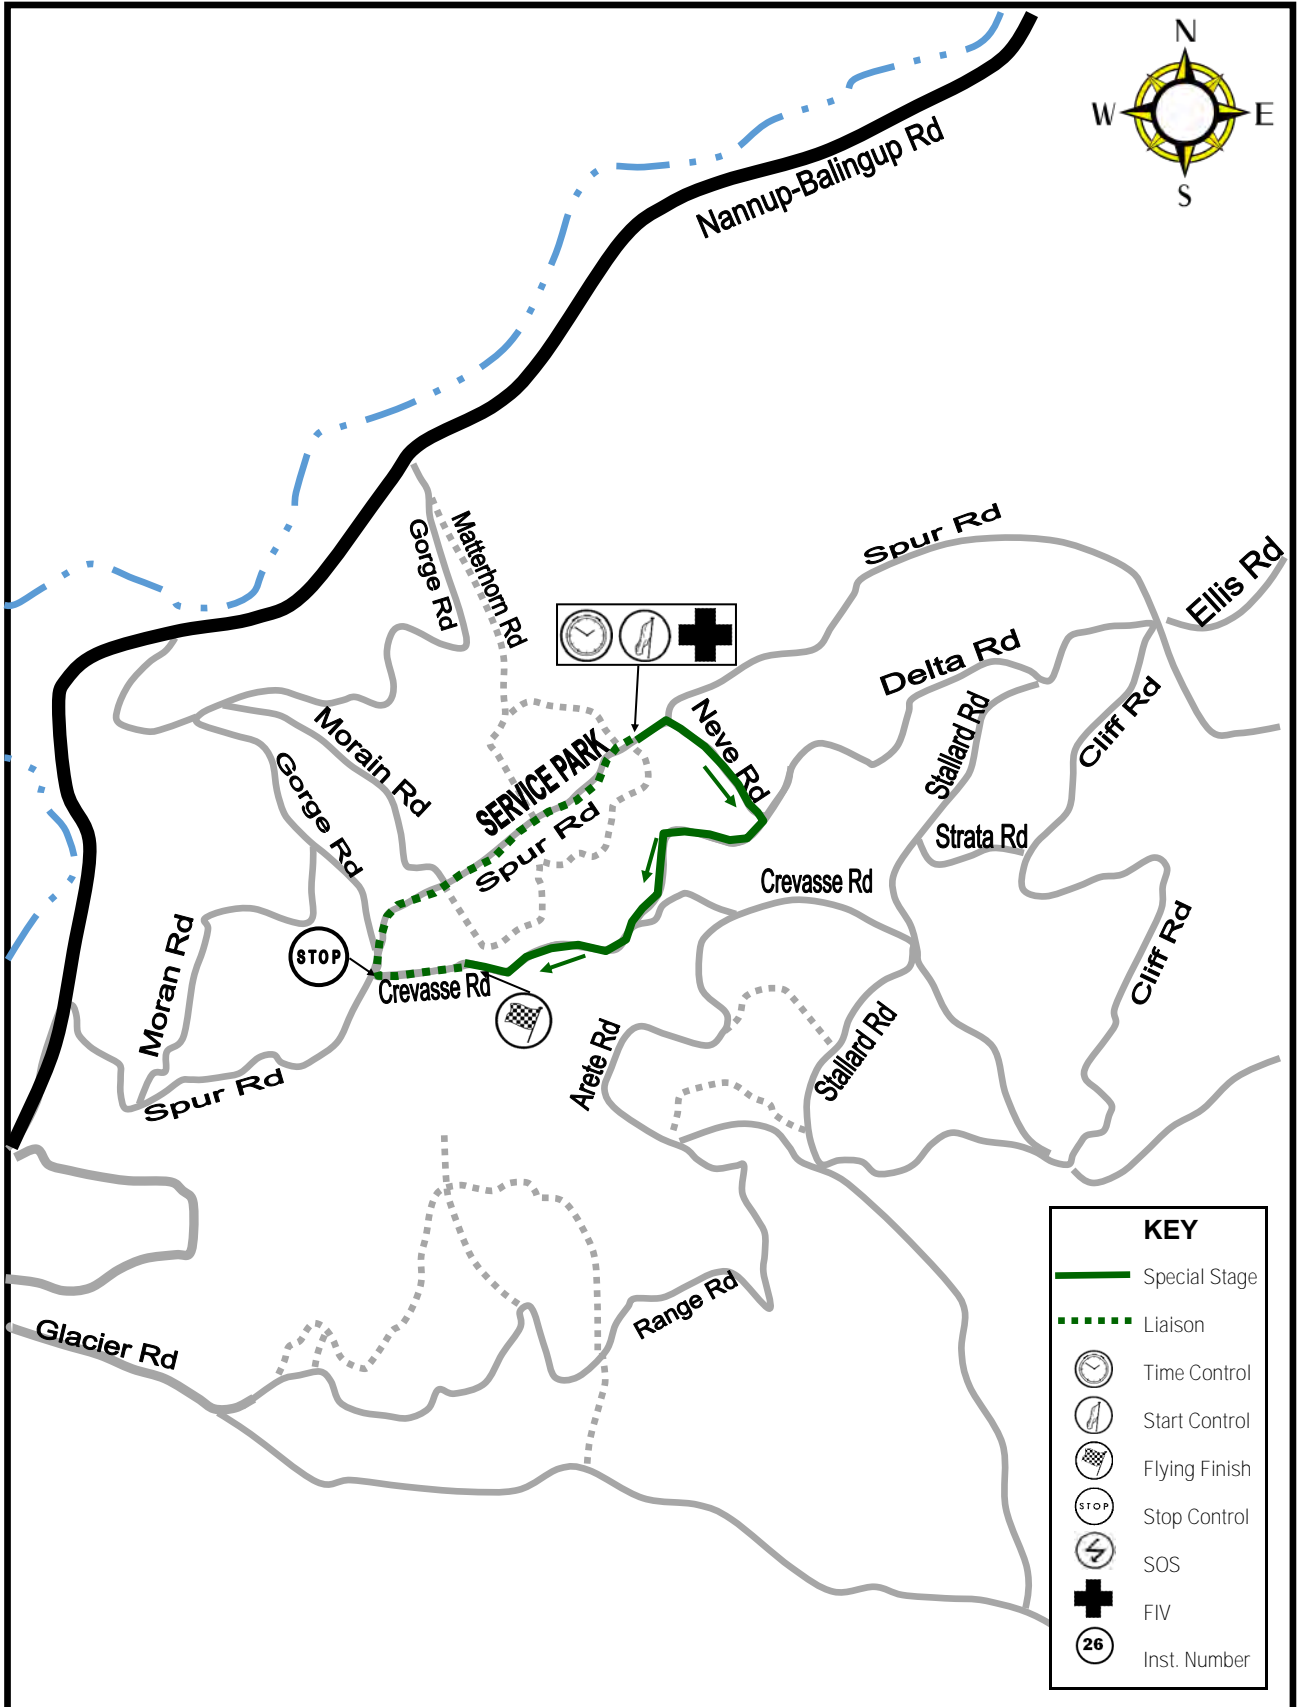 N
W
E
S
Nannup-Balingup Rd
Spur Rd
Ellis Rd
Gorge Rd
Matterhorn Rd
Delta Rd
Cliff Rd
Stallard Rd
Neve Rd
Morain Rd
SERVICE PARK
Spur Rd
Gorge Rd
Strata Rd
Crevasse Rd
Moran Rd
STOP
Crevasse Rd
Cliff Rd
Stallard Rd
Arete Rd
Spur Rd
Range Rd
Glacier Rd
KEY
Special Stage
Liaison
Time Control
Start Control
Flying Finish
STOP
Stop Control
SOS
FIV
26
Inst. Number